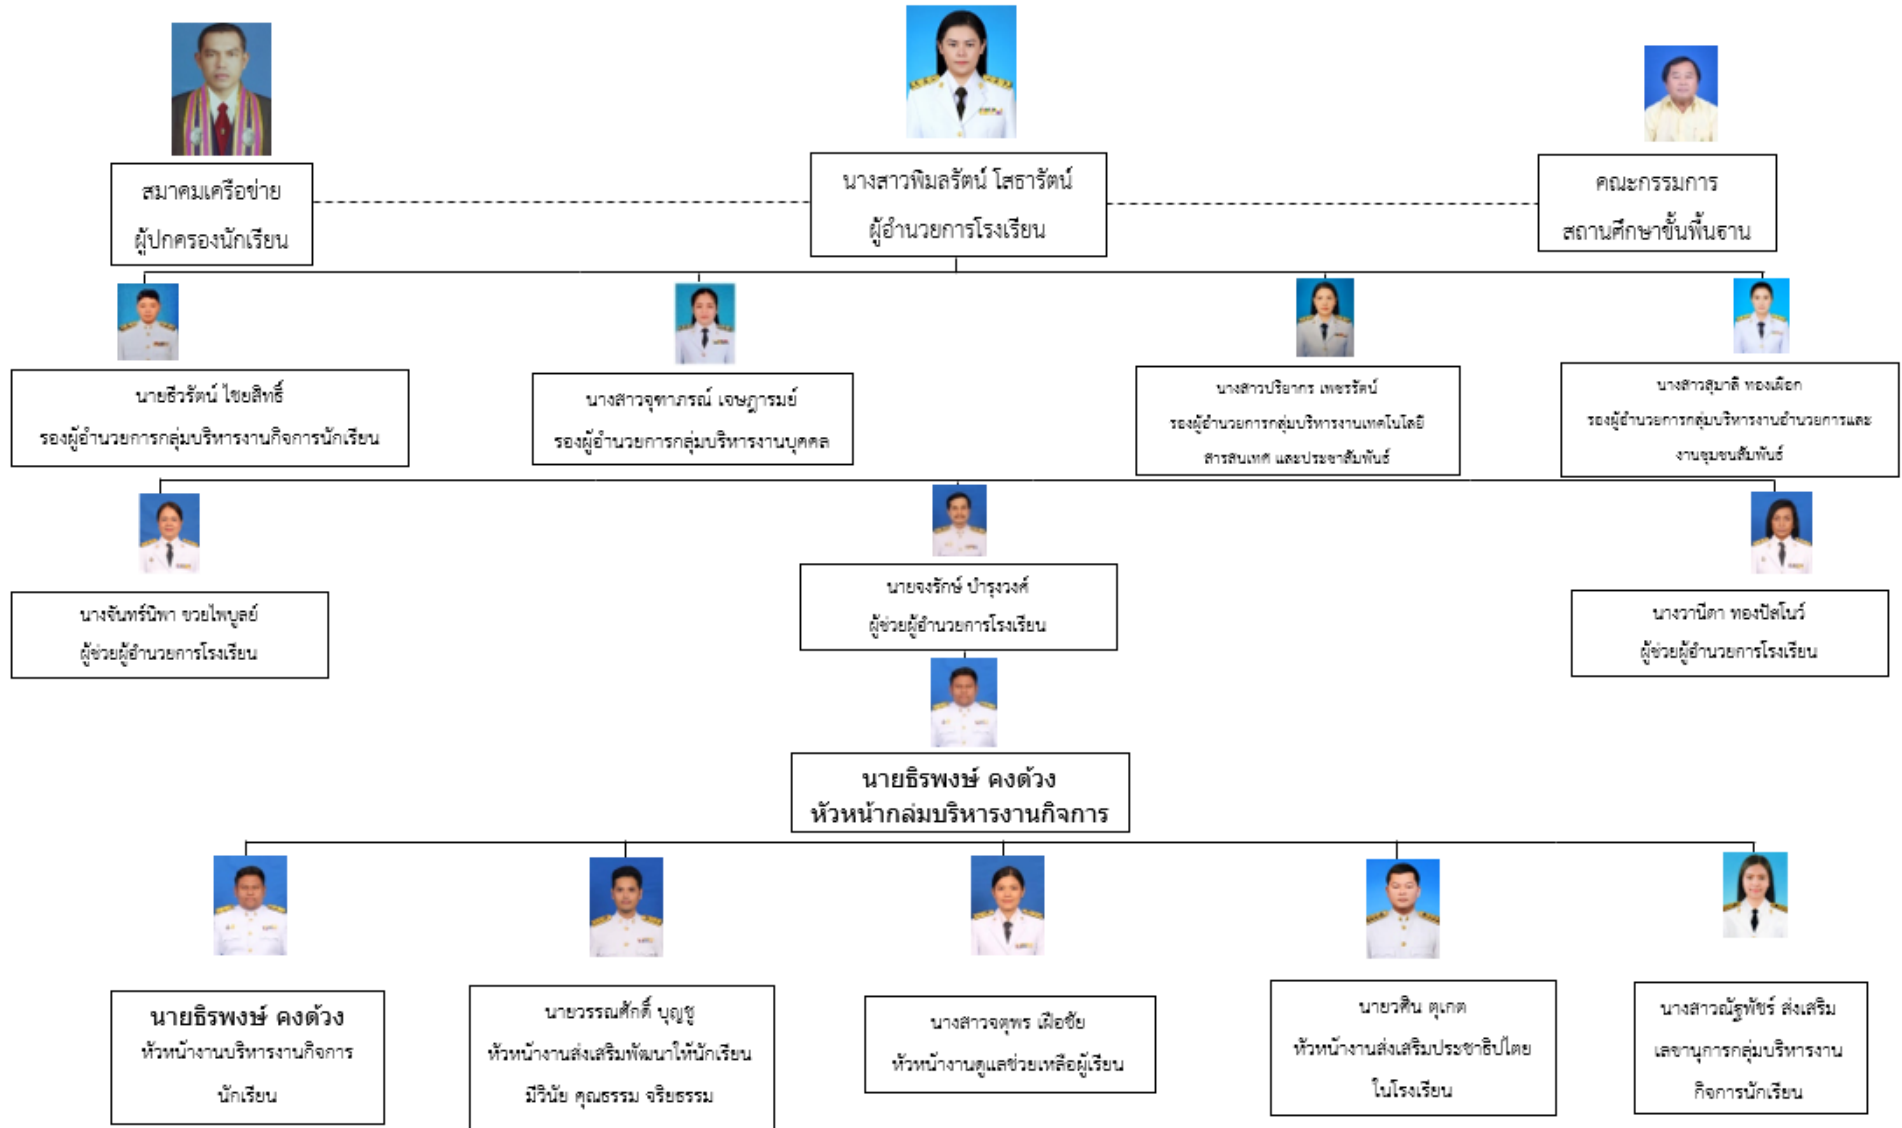 สมาคมเครือข่าย
ผู้ปกครองนักเรียน
นางสาวพิมลรัตน์ โสธารัตน์
ผู้อำนวยการโรงเรียน
คณะกรรมการ
สถานศึกษาขั้นพื้นฐาน
นายธีวรัตน์ ไชยสิทธิ์
รองผู้อำนวยการกลุ่มบริหารงานกิจการนักเรียน
นางสาวจุฑาภรณ์ เจษฎารมย์
รองผู้อำนวยการกลุ่มบริหารงานบุคคล
นางสาวปริยากร เพชรรัตน์
รองผู้อำนวยการกลุ่มบริหารงานเทคโนโลยี
สารสนเทศ และประชาสัมพันธ์
นางสาวสุมาลี ทองเผือก
รองผู้อำนวยการกลุ่มบริหารงานอำนวยการและ
งานชุมชนสัมพันธ์
นางจันทร์นิพา ขวยไพบูลย์
ผู้ช่วยผู้อำนวยการโรงเรียน
นายจงรักษ์ บำรุงวงศ์
ผู้ช่วยผู้อำนวยการโรงเรียน
นางวานีตา ทองปัสโนว์
ผู้ช่วยผู้อำนวยการโรงเรียน
นายธิรพงษ์ คงด้วง
หัวหน้ากลุ่มบริหารงานกิจการ
นายธิรพงษ์ คงด้วง
หัวหน้างานบริหารงานกิจการ
นักเรียน
นายวรรณศักดิ์ บุญชู
หัวหน้างานส่งเสริมพัฒนาให้นักเรียน
มีวินัย คุณธรรม จริยธรรม
นางสาวจตุพร เฝือชัย
หัวหน้างานดูแลช่วยเหลือผู้เรียน
นายวศิน ตุเกต
หัวหน้างานส่งเสริมประชาธิปไตย
ในโรงเรียน
นางสาวณัฐพัชร์ ส่งเสริม
เลขานุการกลุ่มบริหารงาน
กิจการนักเรียน